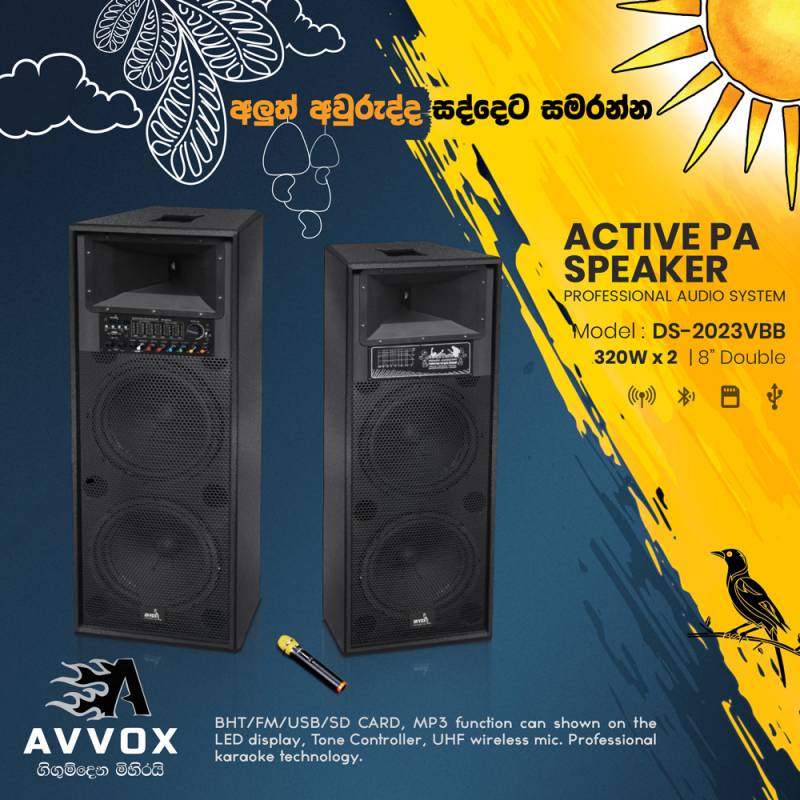 අලුත් අවුරුද්ද සද්දෙට සමරන්න
ACTIVE PA
SPEAKER
PROFESSIONAL AUDIO SYSTEM
Model : DS-2023VBB
320W x 2 | 8” Double
AVVOX
AVVOX
AVVOX
ගිගුම්දෙන මිහිරයි
BHT/FM/USB/SD CARD, MP3 function can shown on the
LED display, Tone Controller, UHF wireless mic. Professional
karaoke technology.